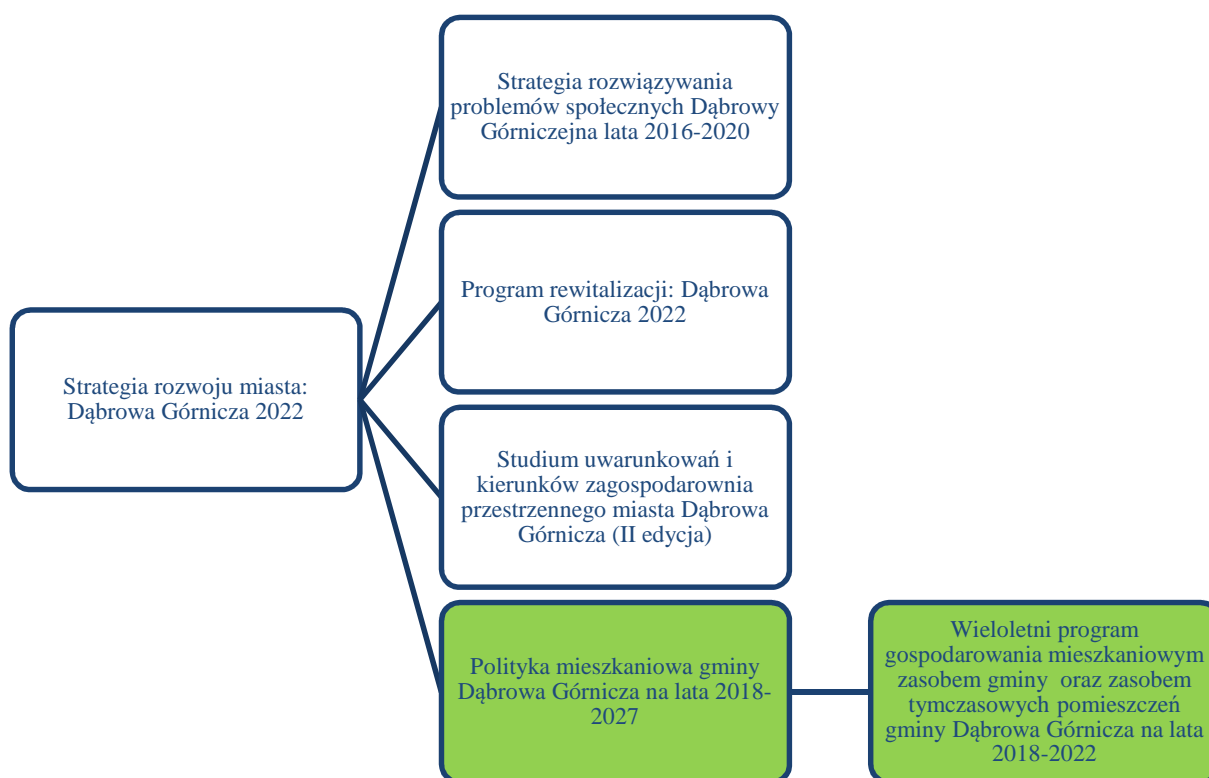 Strategia rozwiązywania
problemów społecznych Dąbrowy
Górniczejna lata 2016-2020
Program rewitalizacji: Dąbrowa
Górnicza 2022
Strategia rozwoju miasta:
Dąbrowa Górnicza 2022
Studium uwarunkowań i
kierunków zagospodarownia
przestrzennego miasta Dąbrowa
Górnicza (II edycja)
Polityka mieszkaniowa gminy
Dąbrowa Górnicza na lata 2018-
2027
Wieloletni program
gospodarowania mieszkaniowym
zasobem gminy oraz zasobem
tymczasowych pomieszczeń
gminy Dąbrowa Górnicza na lata
2018-2022